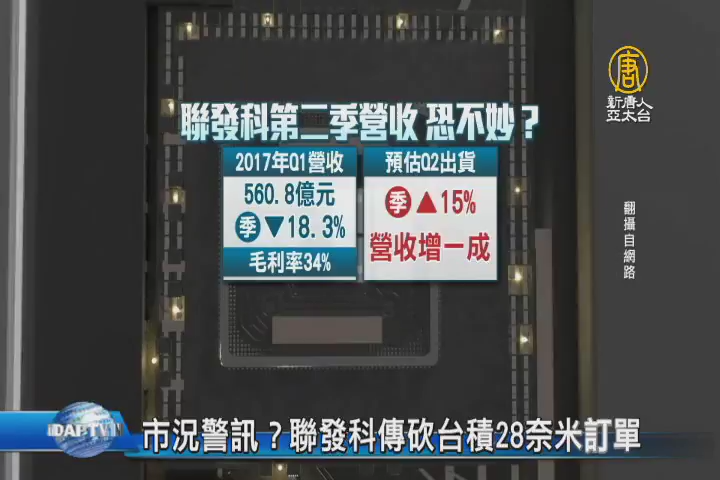 聯發科第二季營收 恐不妙？
2017年Q1營收
560.8億元
季▼18.3%
毛利率34%
預估Q2出貨
季▲15%
營收增一成
唐
新唐人
亞太台
翻攝自網路
市況警訊？聯發科傳砍台積28奈米訂單